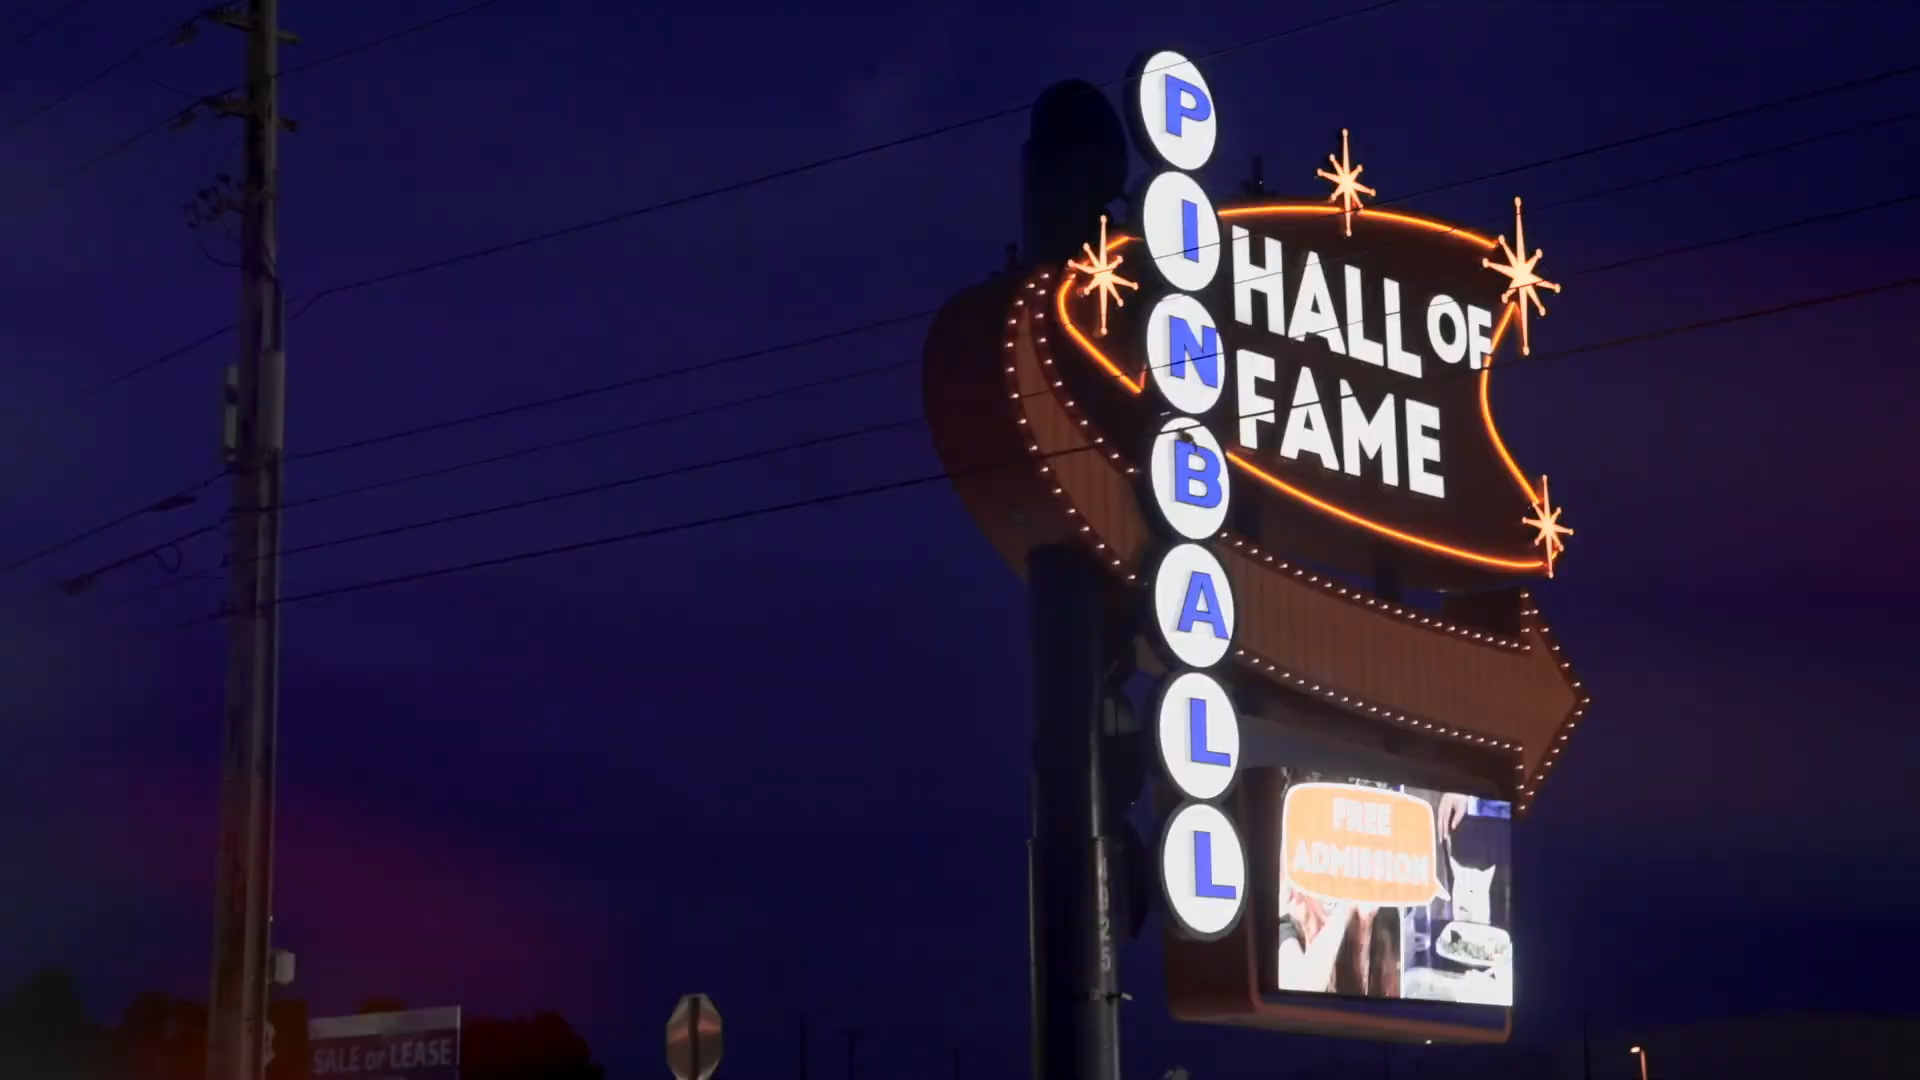 PINBALL
HALL OF
FAME
FREE
ADMISSION
SALE or LEASE